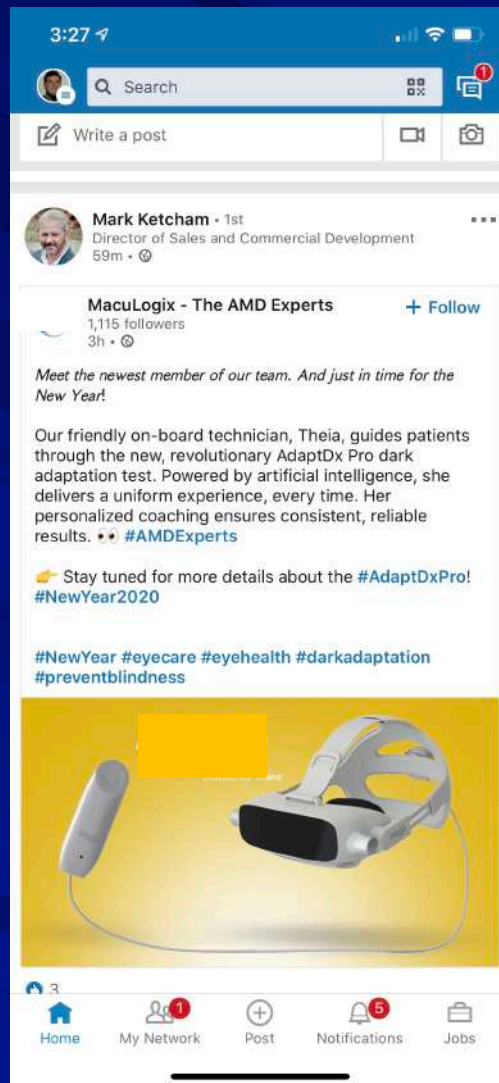 3:27
Search
1
Write a post
Mark Ketcham • 1st
Director of Sales and Commercial Development
59m •
MacuLogix - The AMD Experts
+ Follow
1,115 followers
3h •
Meet the newest member of our team. And just in time for the
New Year!
Our friendly on-board technician, Theia, guides patients
through the new, revolutionary AdaptDx Pro dark
adaptation test. Powered by artificial intelligence, she
delivers a uniform experience, every time. Her
personalized coaching ensures consistent, reliable
results. 👀 #AMDExperts
👉 Stay tuned for more details about the #AdaptDxPro!
#NewYear2020
#NewYear #eyecare #eyehealth #darkadaptation
#preventblindness
3
1
5
Home
My Network
Post
Notifications
Jobs